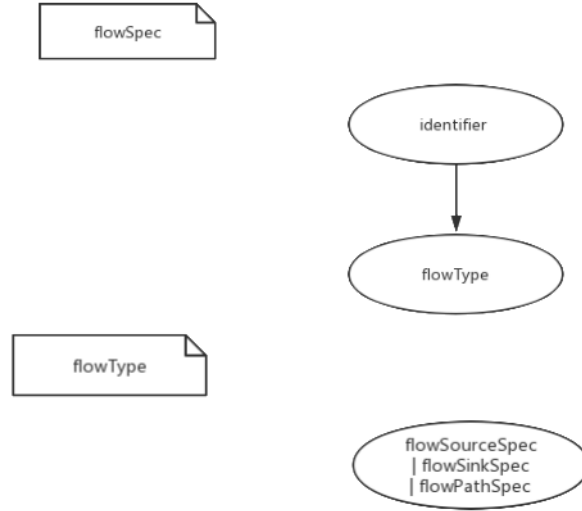 flowSpec
identifier
flowType
flowType
flowSourceSpec
| flowSinkSpec
| flowPathSpec